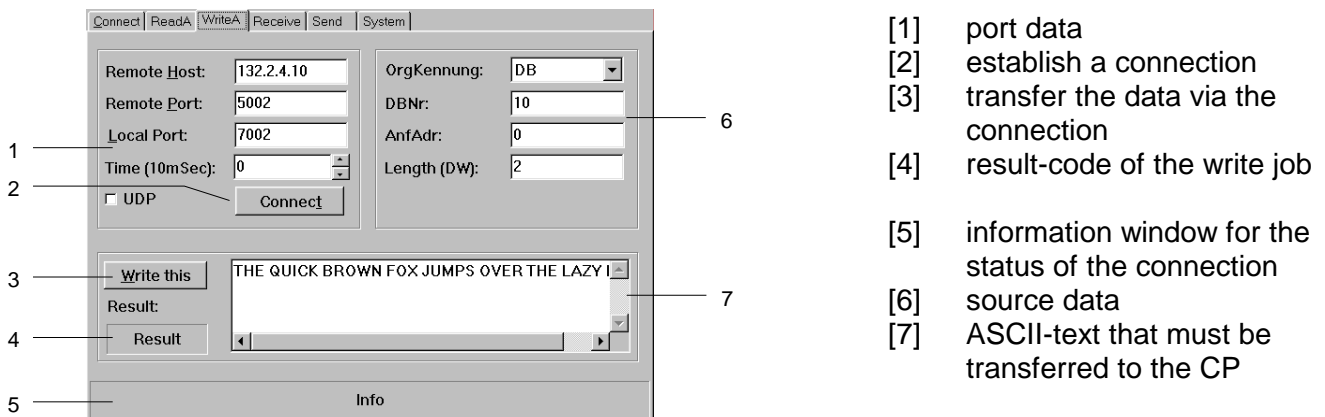 Connect ReadA WriteA Receive Send System
Remote Host: 132.2.4.10
Remote Port: 5002
Local Port: 7002
Time (10mSec): 0
UDP Connect
OrgKennung: DB
DBNr: 10
AnfAdr: 0
Length (DW): 2
Write this
THE QUICK BROWN FOX JUMPS OVER THE LAZY
Result:
Result
Info
1
2
3
4
5
6
7
[1] port data
[2] establish a connection
[3] transfer the data via the
connection
[4] result-code of the write job
[5] information window for the
status of the connection
[6] source data
[7] ASCII-text that must be
transferred to the CP